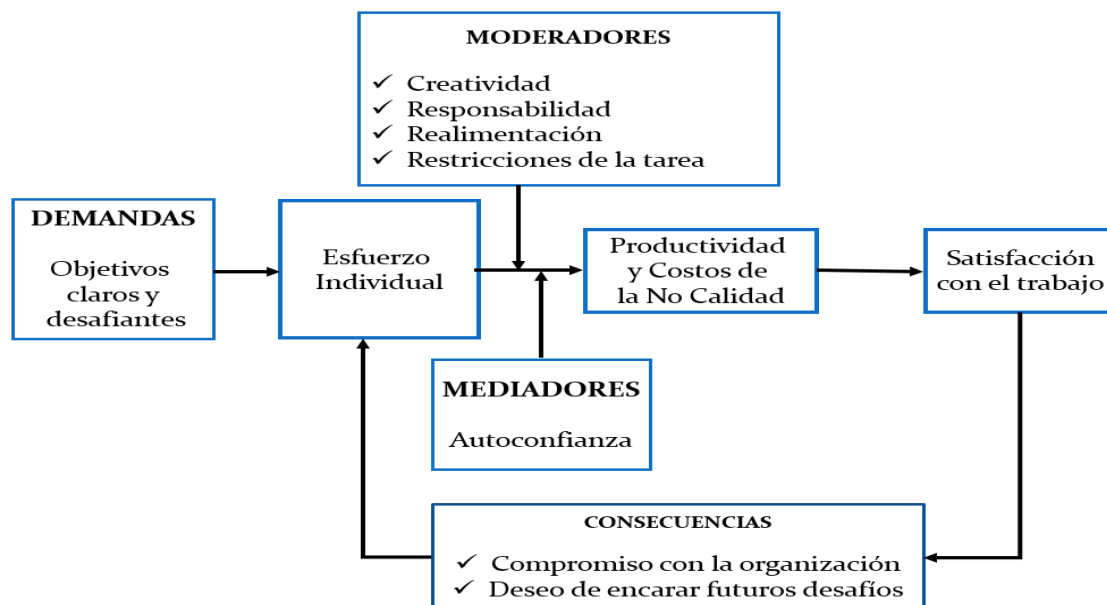 MODERADORES
✓ Creatividad
✓ Responsabilidad
✓ Realimentación
✓ Restricciones de la tarea
DEMANDAS
Objetivos
claros y
desafiantes
Esfuerzo
Individual
Productividad
y Costos de
la No Calidad
Satisfacción
con el trabajo
MEDIADORES
Autoconfianza
CONSECUENCIAS
✓ Compromiso con la organización
✓ Deseo de encarar futuros desafíos